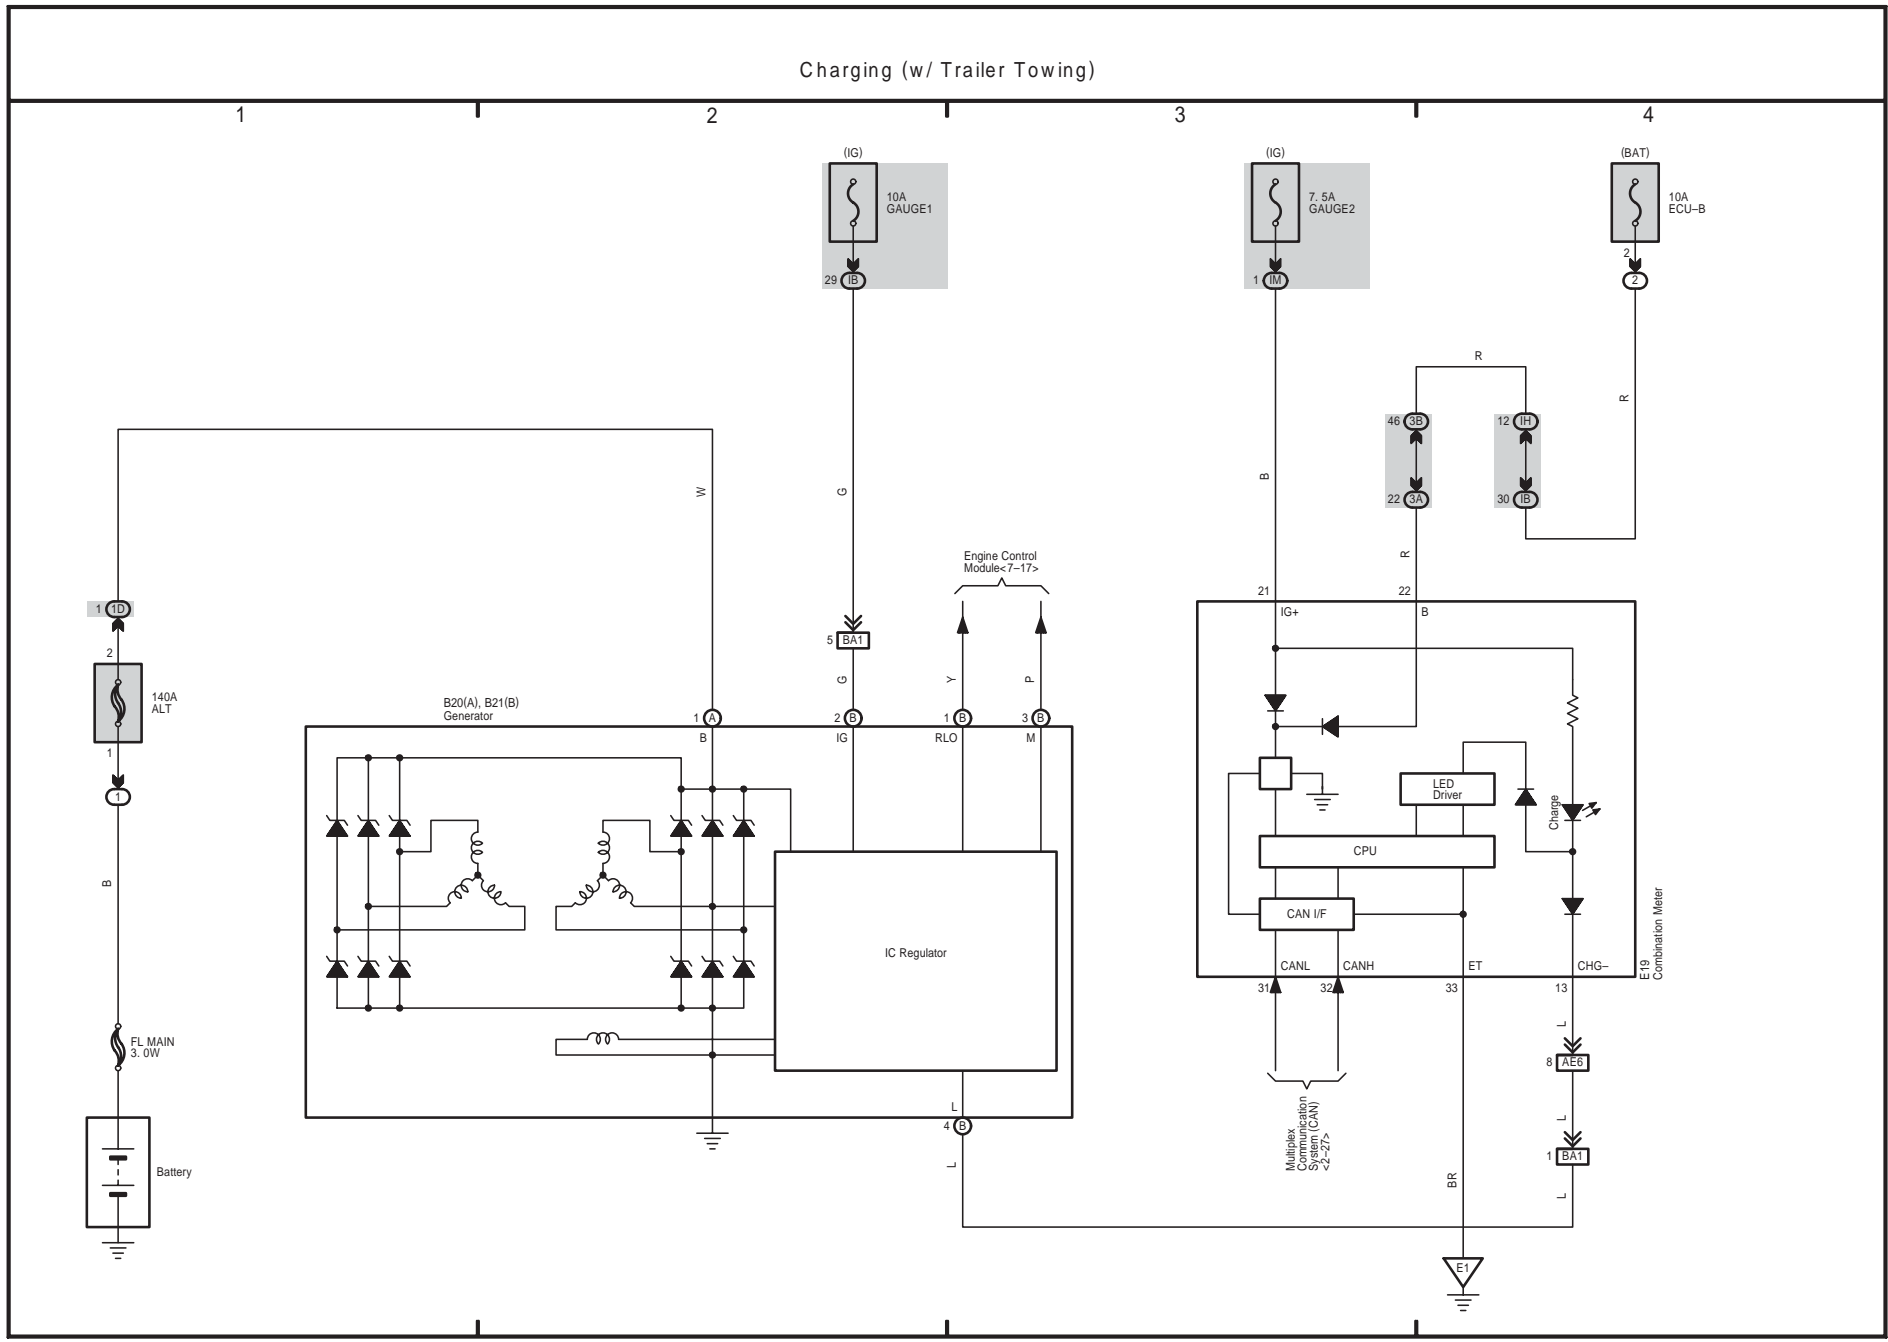 Charging (w/ Trailer Towing)
1
2
3
4
(IG)
10A
GAUGE1
29 IB
(IG)
7. 5A
GAUGE2
1 IM
(BAT)
10A
ECU–B
2
2
R
R
46 3B
12 IH
22 3A
30 IB
W
G
B
R
Engine Control
Module<7–17>
1 1D
2
140A
ALT
1
1
5 BA1
G
Y
P
B20(A), B21(B)
Generator
1 A
2 B
1 B
3 B
B
IG
RLO
M
IC Regulator
L
4 B
L
B
FL MAIN
3. 0W
Battery
21
22
IG+
B
LED
Driver
Charge
CPU
CAN I/F
CANL
CANH
ET
CHG–
31
32
33
13
E19
Combination Meter
L
8 AE6
L
1 BA1
L
Multiplex
Communication
System (CAN)
<2–27>
BR
E1